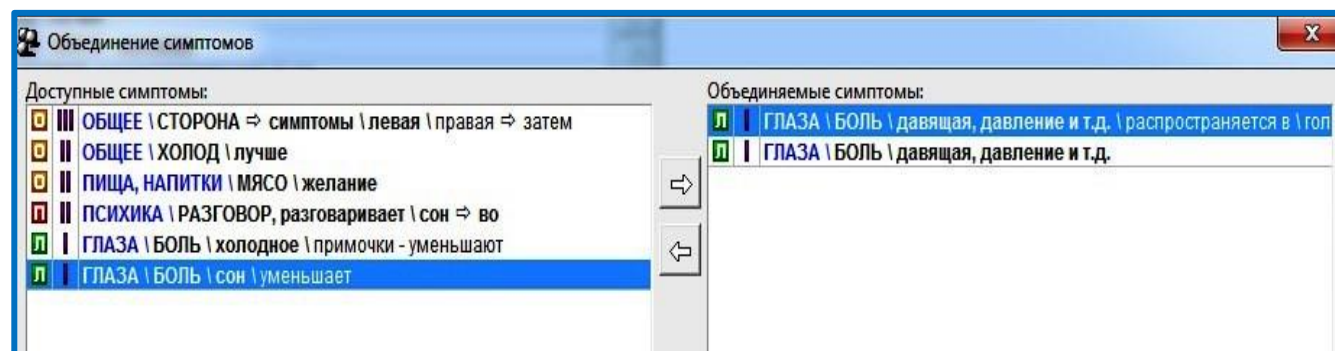 Объединение симптомов
X
Доступные симптомы:
О III ОБЩЕЕ \ СТОРОНА ⇨ симптомы \ левая \ правая ⇨ затем
О II ОБЩЕЕ \ ХОЛОД \ лучше
О II ПИЩА, НАПИТКИ \ МЯСО \ желание
П II ПСИХИКА \ РАЗГОВОР, разговаривает \ сон ⇨ во
Л I ГЛАЗА \ БОЛЬ \ холодное \ примочки - уменьшают
Л I ГЛАЗА \ БОЛЬ \ сон \ уменьшает
Объединяемые симптомы:
Л I ГЛАЗА \ БОЛЬ \ давящая, давление и т.д. \ распространяется в \ гол
Л I ГЛАЗА \ БОЛЬ \ давящая, давление и т.д.